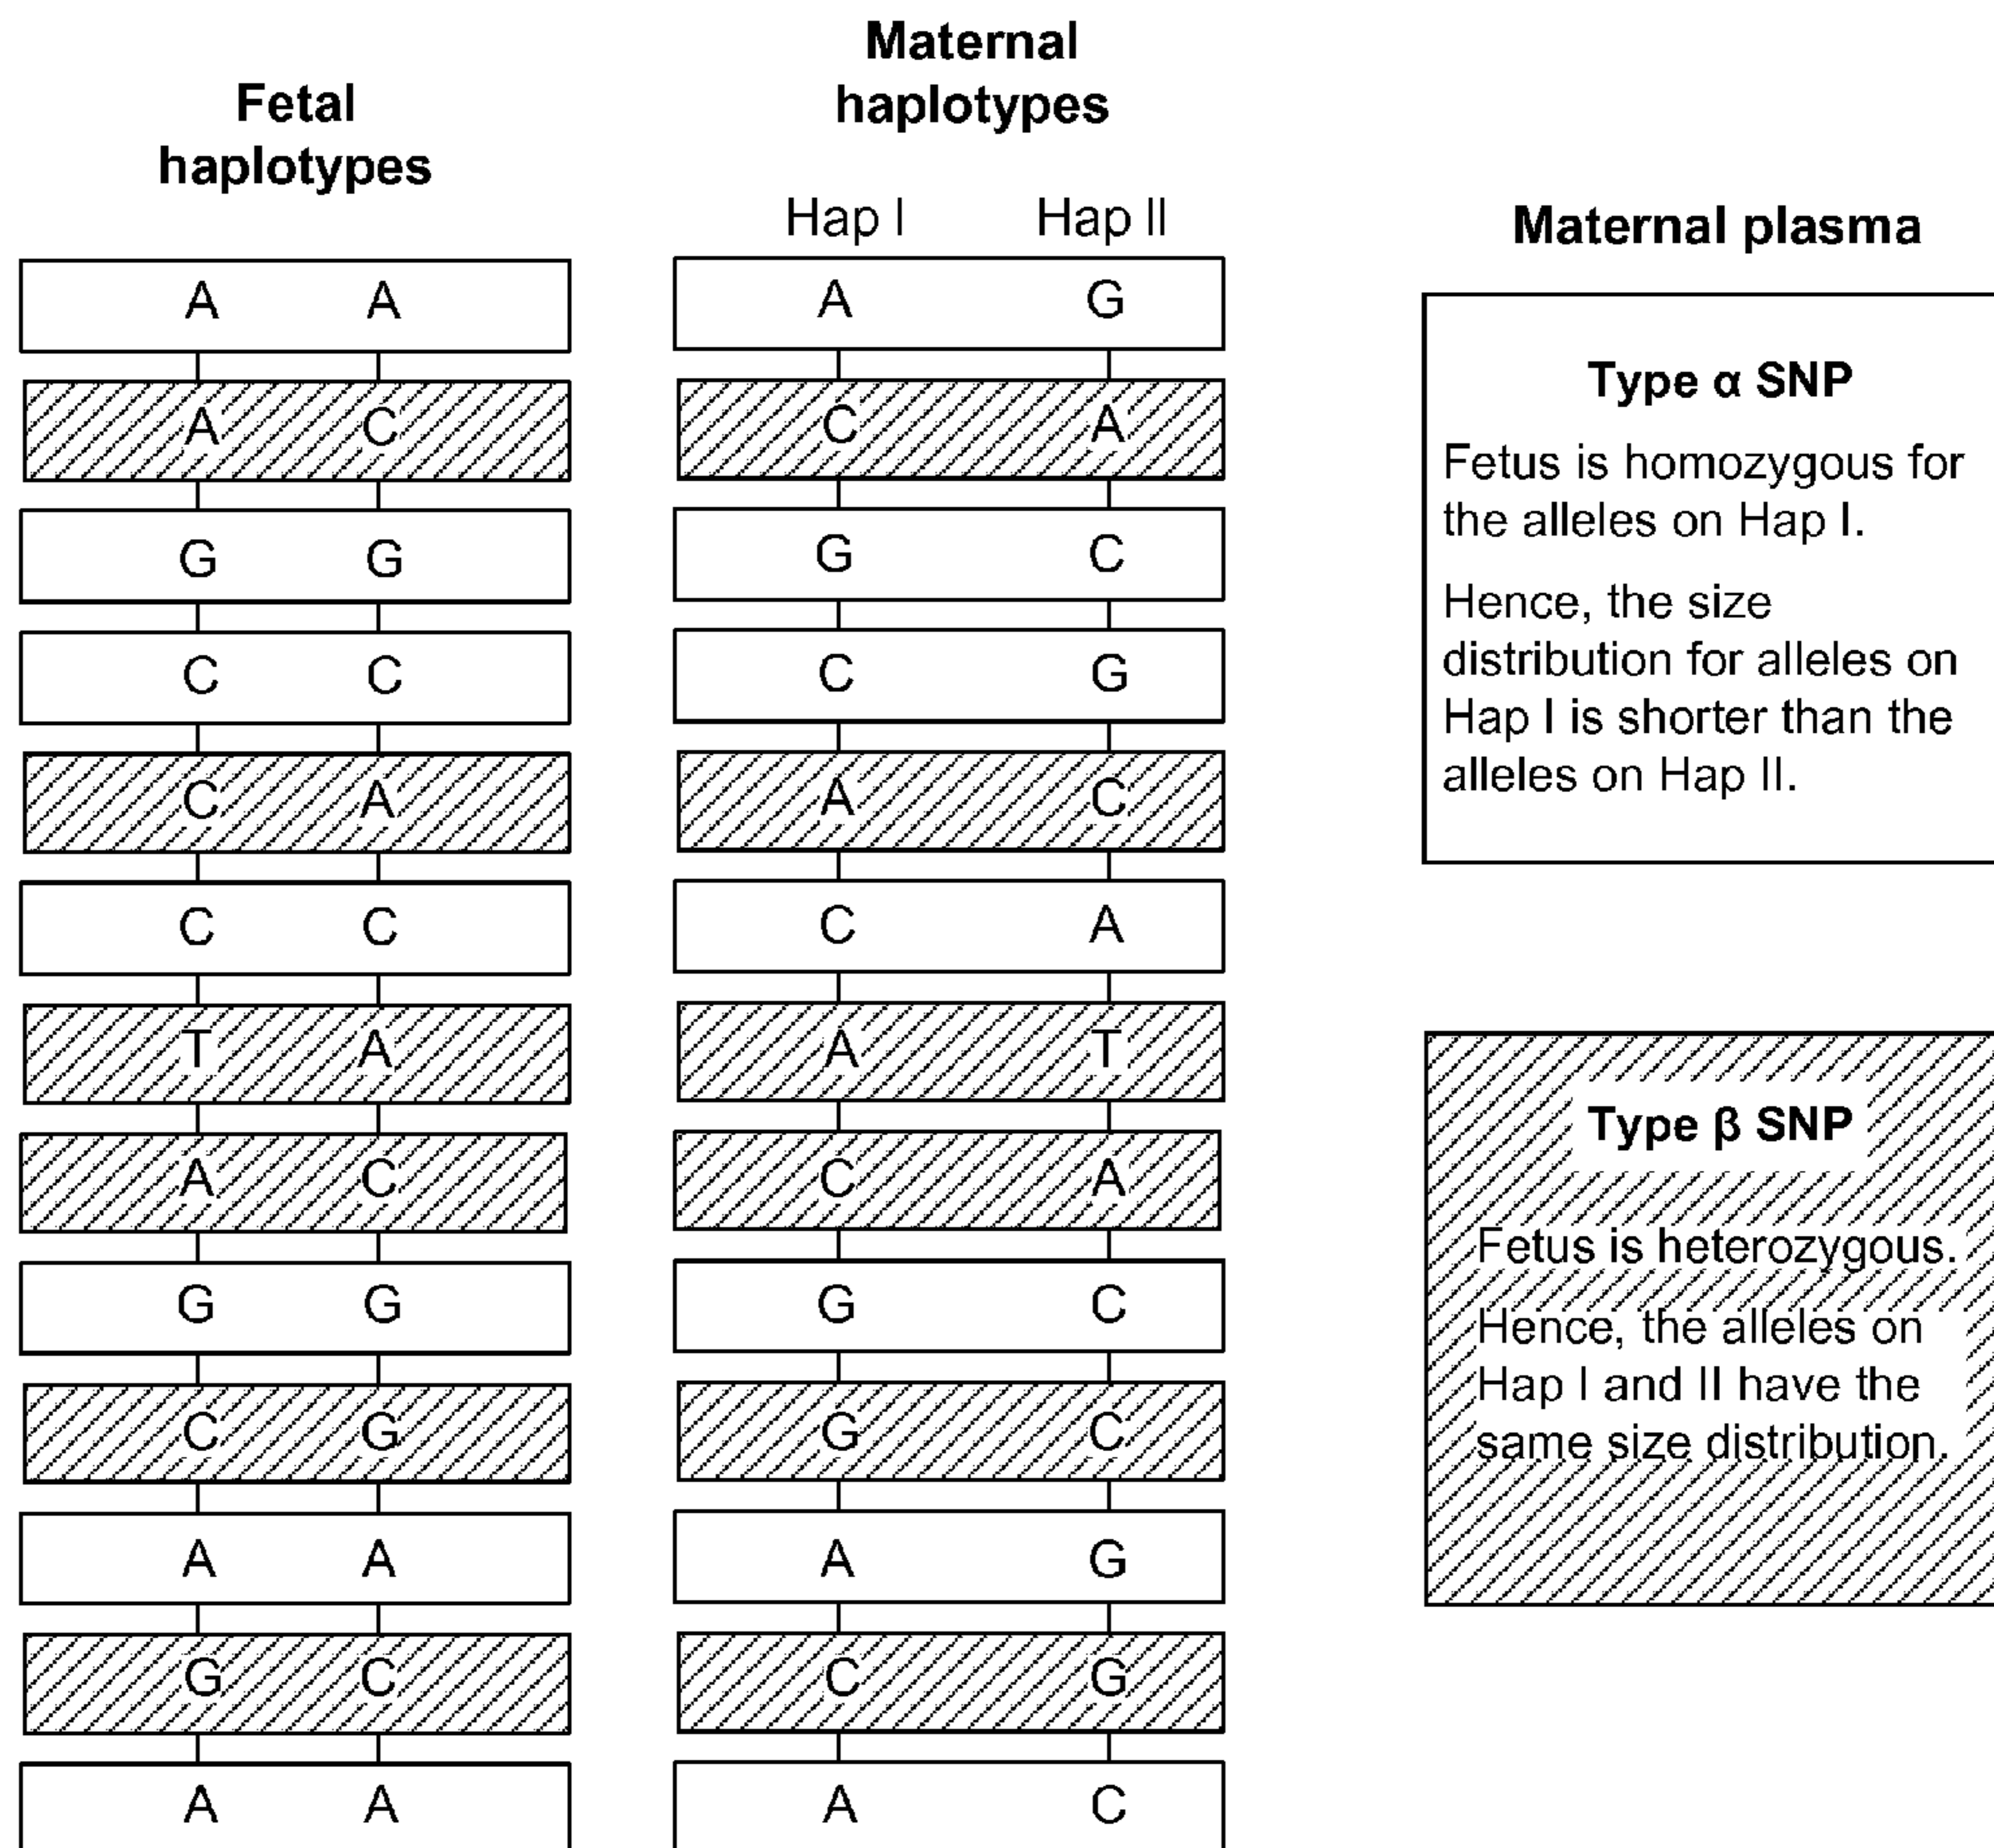 Fetal
haplotypes
Maternal
haplotypes
Hap I Hap II
Maternal plasma
A A
A C
G G
C C
C A
C C
T A
A C
G G
C G
A A
G C
A A
A G
C A
G C
C G
A C
C A
A T
C A
G C
G C
A G
C G
A C
Type α SNP
Fetus is homozygous for
the alleles on Hap I.
Hence, the size
distribution for alleles on
Hap I is shorter than the
alleles on Hap II.
Type β SNP
Fetus is heterozygous.
Hence, the alleles on
Hap I and II have the
same size distribution.